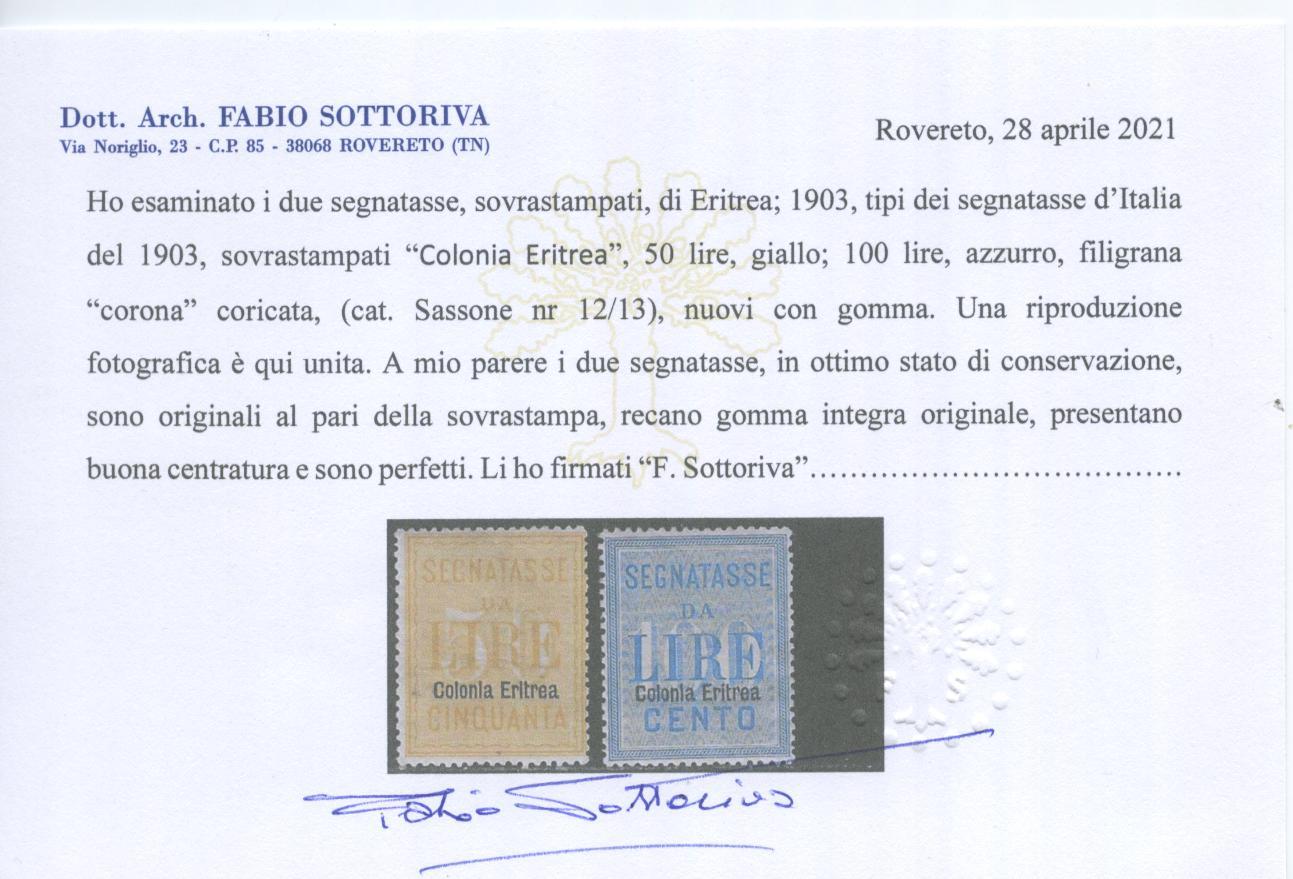 Dott. Arch. FABIO SOTTORIVA
Via Noriglio, 23 - C.P. 85 - 38068 ROVERETO (TN)
Rovereto, 28 aprile 2021
Ho esaminato i due segnatasse, sovrastampati, di Eritrea; 1903, tipi dei segnatasse d’Italia
del 1903, sovrastampati “Colonia Eritrea”, 50 lire, giallo; 100 lire, azzurro, filigrana
“corona” coricata, (cat. Sassone nr 12/13), nuovi con gomma. Una riproduzione
fotografica è qui unita. A mio parere i due segnatasse, in ottimo stato di conservazione,
sono originali al pari della sovrastampa, recano gomma integra originale, presentano
buona centratura e sono perfetti. Li ho firmati “F. Sottoriva”.....................................
SEGNATASSE
DA
50
LIRE
Colonia Eritrea
CINQUANTA
SEGNATASSE
DA
100
LIRE
Colonia Eritrea
CENTO
Fabio Sottoriva